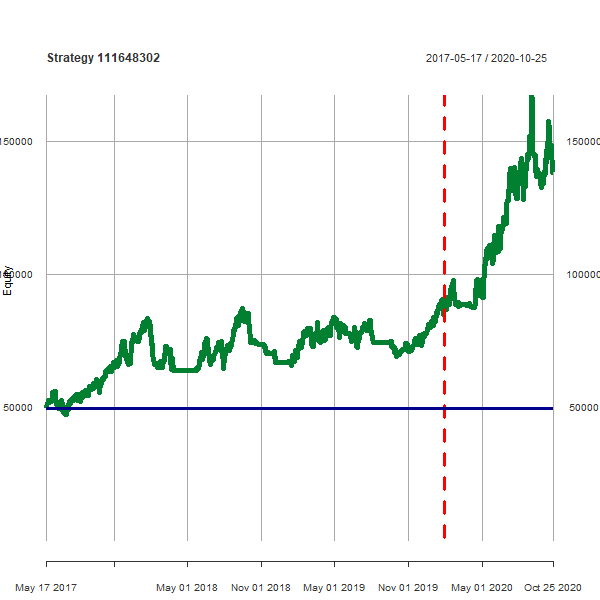 Strategy 111648302
2017-05-17 / 2020-10-25
150000
150000
100000
100000
Equity
50000
50000
May 17 2017
May 01 2018
Nov 01 2018
May 01 2019
Nov 01 2019
May 01 2020
Oct 25 2020